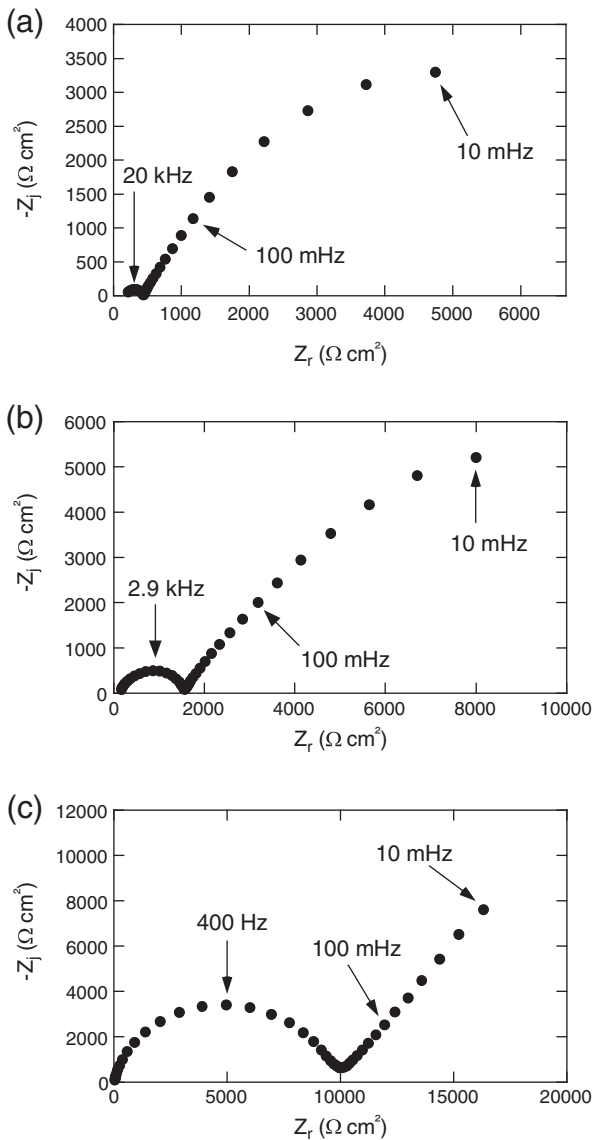 (a)
4000
3500
3000
2500
2000
1500
1000
500
0
-Zj (Ω cm²)
20 kHz
10 mHz
100 mHz
0 1000 2000 3000 4000 5000 6000
Zr (Ω cm²)
(b)
6000
5000
4000
3000
2000
1000
0
-Zj (Ω cm²)
2.9 kHz
10 mHz
100 mHz
0 2000 4000 6000 8000 10000
Zr (Ω cm²)
(c)
12000
10000
8000
6000
4000
2000
0
-Zj (Ω cm²)
10 mHz
400 Hz
100 mHz
0 5000 10000 15000 20000
Zr (Ω cm²)